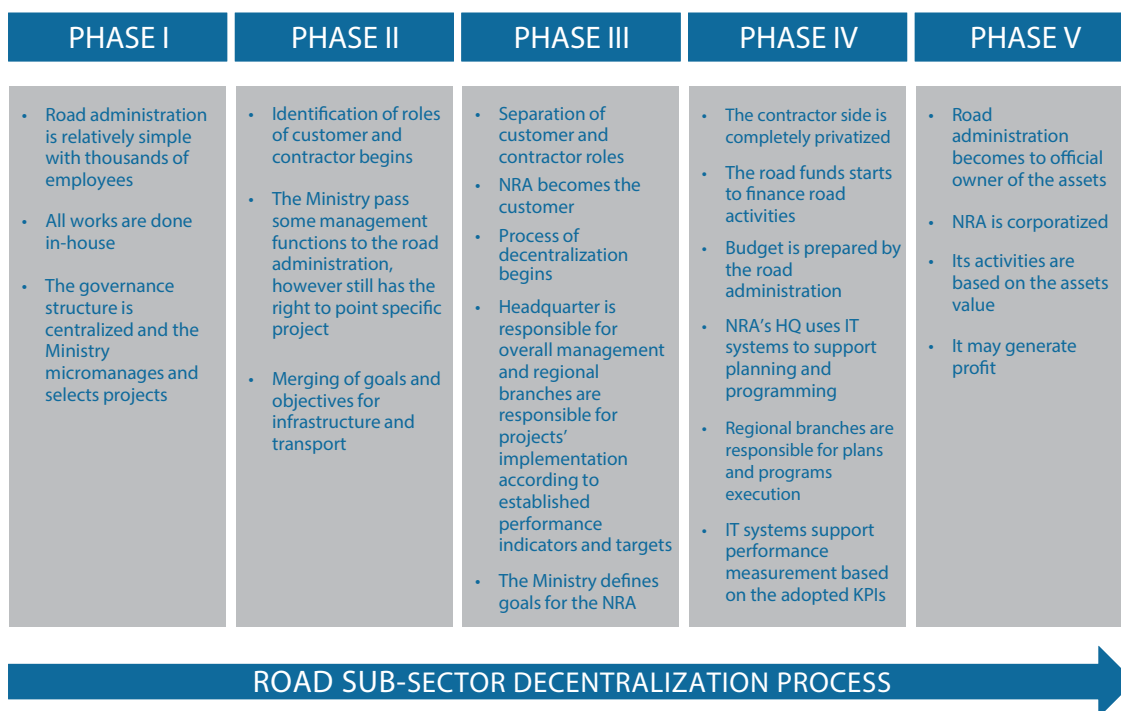 PHASE I
• Road administration
is relatively simple
with thousands of
employees
• All works are done
in-house
• The governance
structure is
centralized and the
Ministry
micromanages and
selects projects
PHASE II
• Identification of roles
of customer and
contractor begins
• The Ministry pass
some management
functions to the road
administration,
however still has the
right to point specific
project
• Merging of goals and
objectives for
infrastructure and
transport
PHASE III
• Separation of
customer and
contractor roles
• NRA becomes the
customer
• Process of
decentralization
begins
• Headquarter is
responsible for
overall management
and regional
branches are
responsible for
projects'
implementation
according to
established
performance
indicators and targets
• The Ministry defines
goals for the NRA
PHASE IV
• The contractor side is
completely privatized
• The road funds starts
to finance road
activities
• Budget is prepared by
the road
administration
• NRA's HQ uses IT
systems to support
planning and
programming
• Regional branches are
responsible for plans
and programs
execution
• IT systems support
performance
measurement based
on the adopted KPIs
PHASE V
• Road
administration
becomes to official
owner of the assets
• NRA is corporatized
• Its activities are
based on the assets
value
• It may generate
profit
ROAD SUB-SECTOR DECENTRALIZATION PROCESS